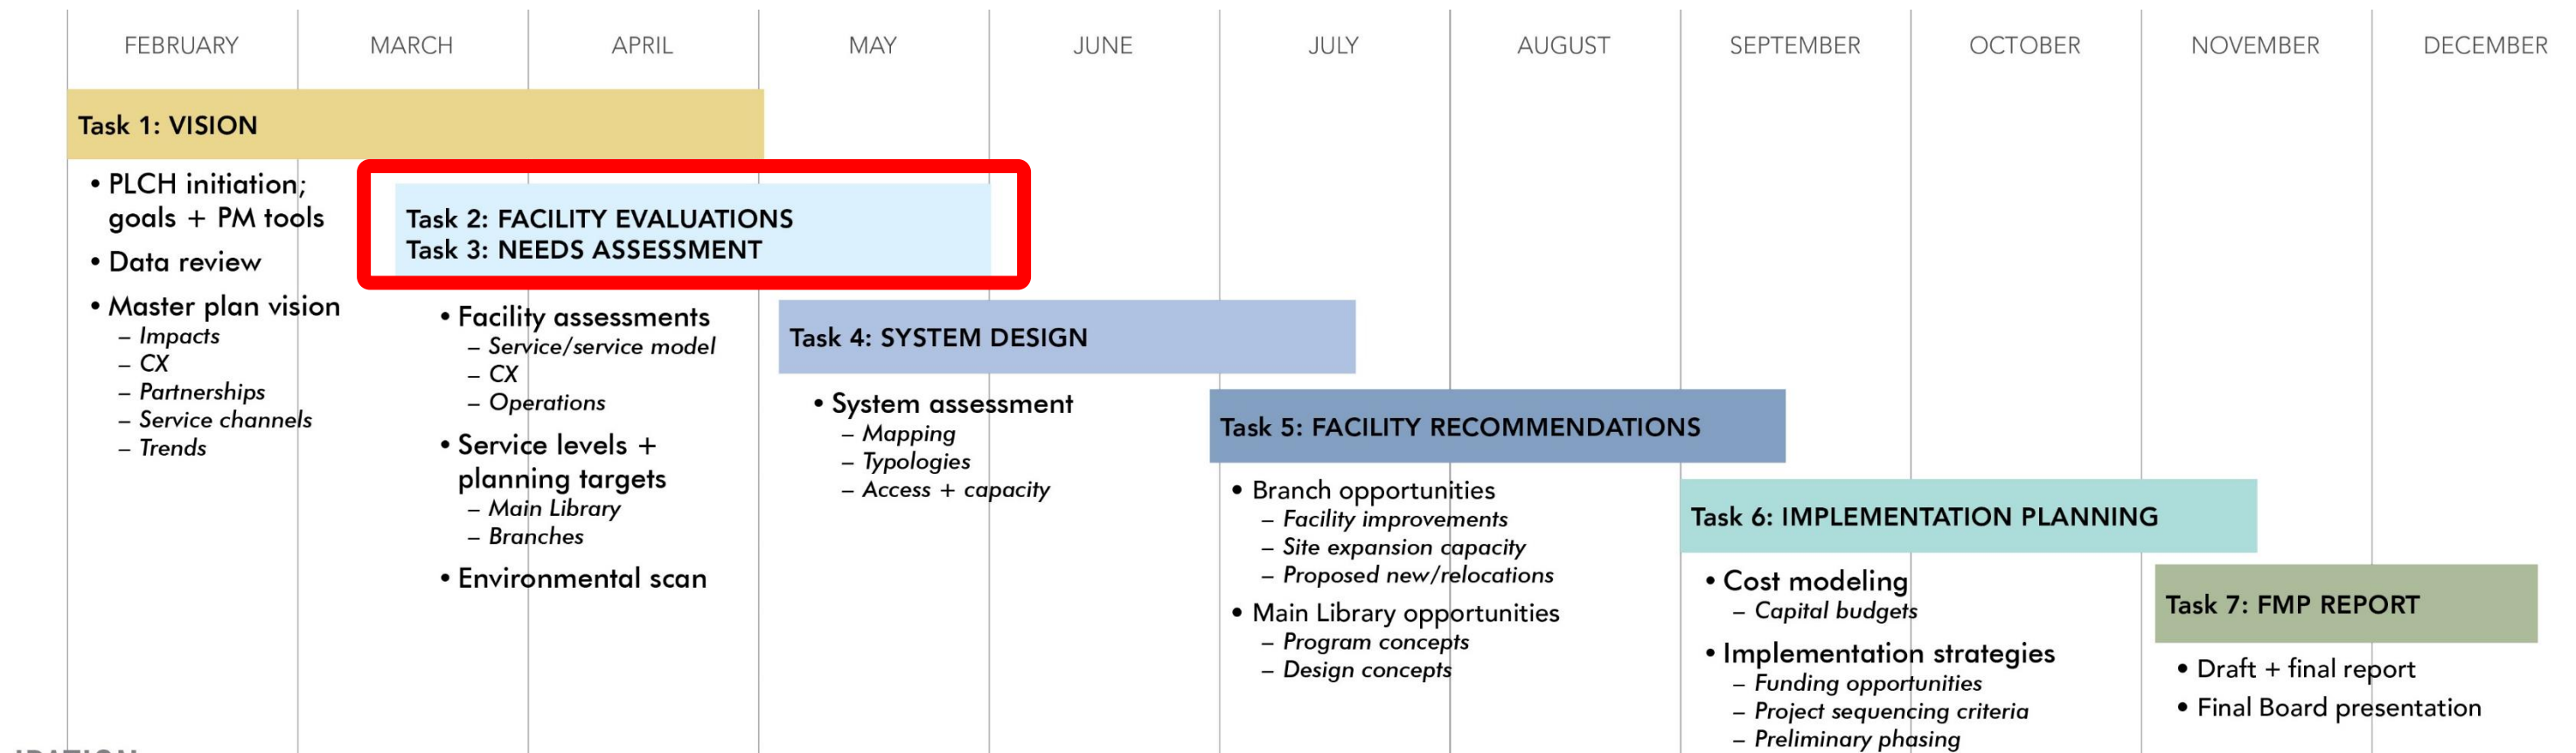 FEBRUARY
MARCH
APRIL
MAY
JUNE
JULY
AUGUST
SEPTEMBER
OCTOBER
NOVEMBER
DECEMBER
Task 1: VISION
• PLCH initiation;
goals + PM tools
• Data review
• Master plan vision
– Impacts
– CX
– Partnerships
– Service channels
– Trends
Task 2: FACILITY EVALUATIONS
Task 3: NEEDS ASSESSMENT
• Facility assessments
– Service/service model
– CX
– Operations
• Service levels +
planning targets
– Main Library
– Branches
• Environmental scan
Task 4: SYSTEM DESIGN
• System assessment
– Mapping
– Typologies
– Access + capacity
Task 5: FACILITY RECOMMENDATIONS
• Branch opportunities
– Facility improvements
– Site expansion capacity
– Proposed new/relocations
• Main Library opportunities
– Program concepts
– Design concepts
Task 6: IMPLEMENTATION PLANNING
• Cost modeling
– Capital budgets
• Implementation strategies
– Funding opportunities
– Project sequencing criteria
– Preliminary phasing
Task 7: FMP REPORT
• Draft + final report
• Final Board presentation